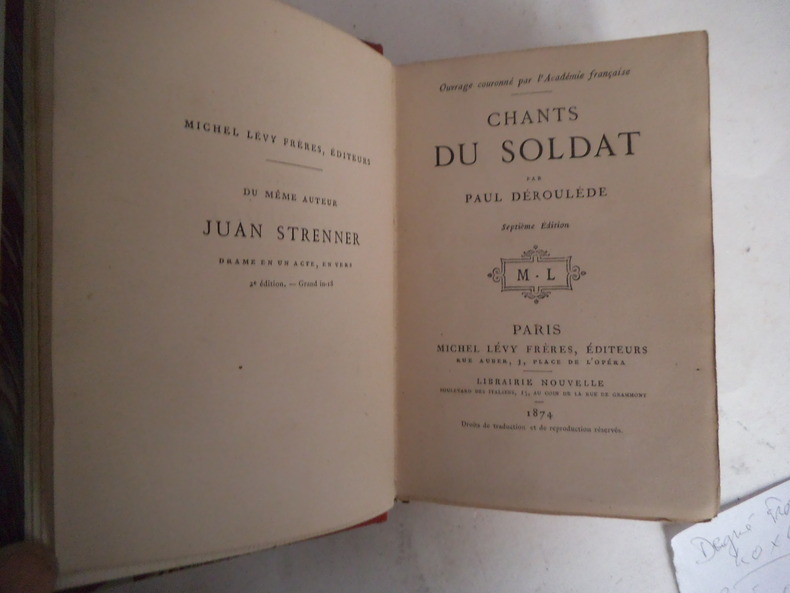 MICHEL LÉVY FRÈRES, ÉDITEURS
DU MÊME AUTEUR
JUAN STRENNER
DRAME EN UN ACTE, EN VERS
2e édition. — Grand in-18
Ouvrage couronné par l'Académie française
CHANTS
DU SOLDAT
PAR
PAUL DÉROULÈDE
Septième Édition
M · L
PARIS
MICHEL LÉVY FRÈRES, ÉDITEURS
RUE AUBER, 3, PLACE DE L'OPÉRA
LIBRAIRIE NOUVELLE
BOULEVARD DES ITALIENS, 15, AU COIN DE LA RUE DE GRAMMONT
1874
Droits de traduction et de reproduction réservés.